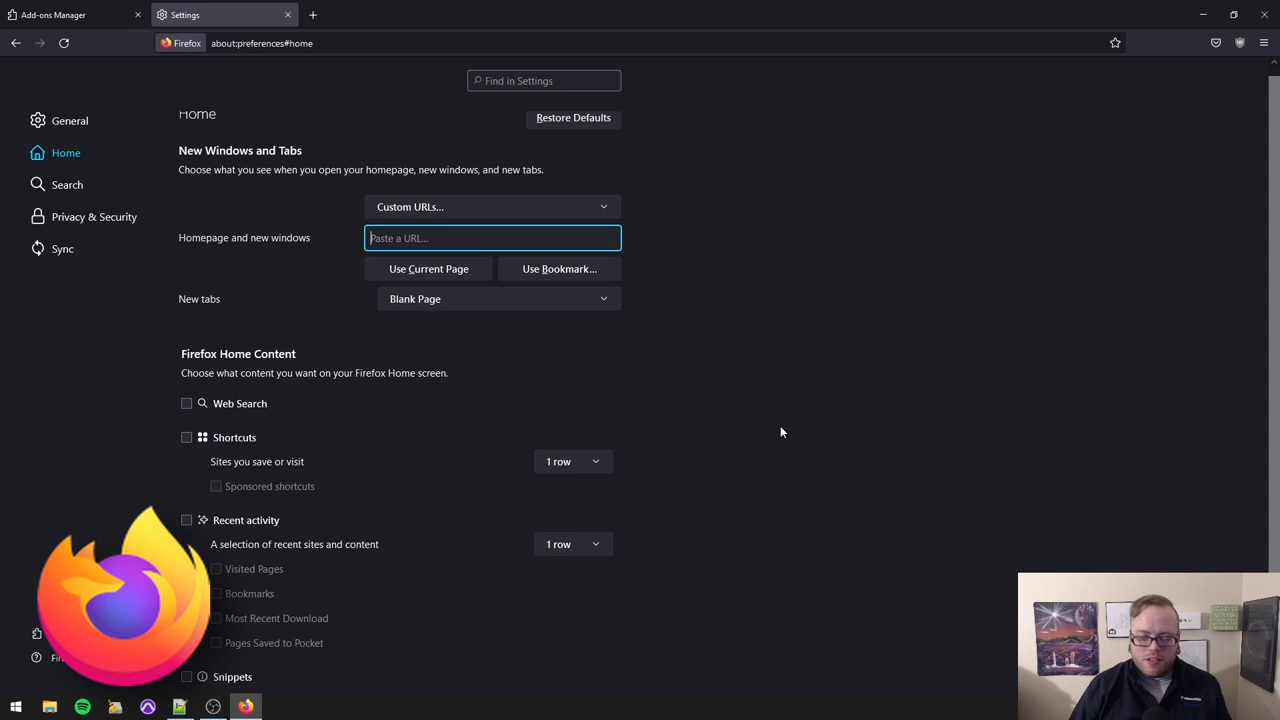 Add-ons Manager
Settings
Firefox
about:preferences#home
Find in Settings
General
Home
Search
Privacy & Security
Sync
Home
Restore Defaults
New Windows and Tabs
Choose what you see when you open your homepage, new windows, and new tabs.
Custom URLs...
Homepage and new windows
Paste a URL...
Use Current Page
Use Bookmark...
New tabs
Blank Page
Firefox Home Content
Choose what content you want on your Firefox Home screen.
Web Search
Shortcuts
Sites you save or visit
1 row
Sponsored shortcuts
Recent activity
A selection of recent sites and content
1 row
Visited Pages
Bookmarks
Most Recent Download
Pages Saved to Pocket
Snippets